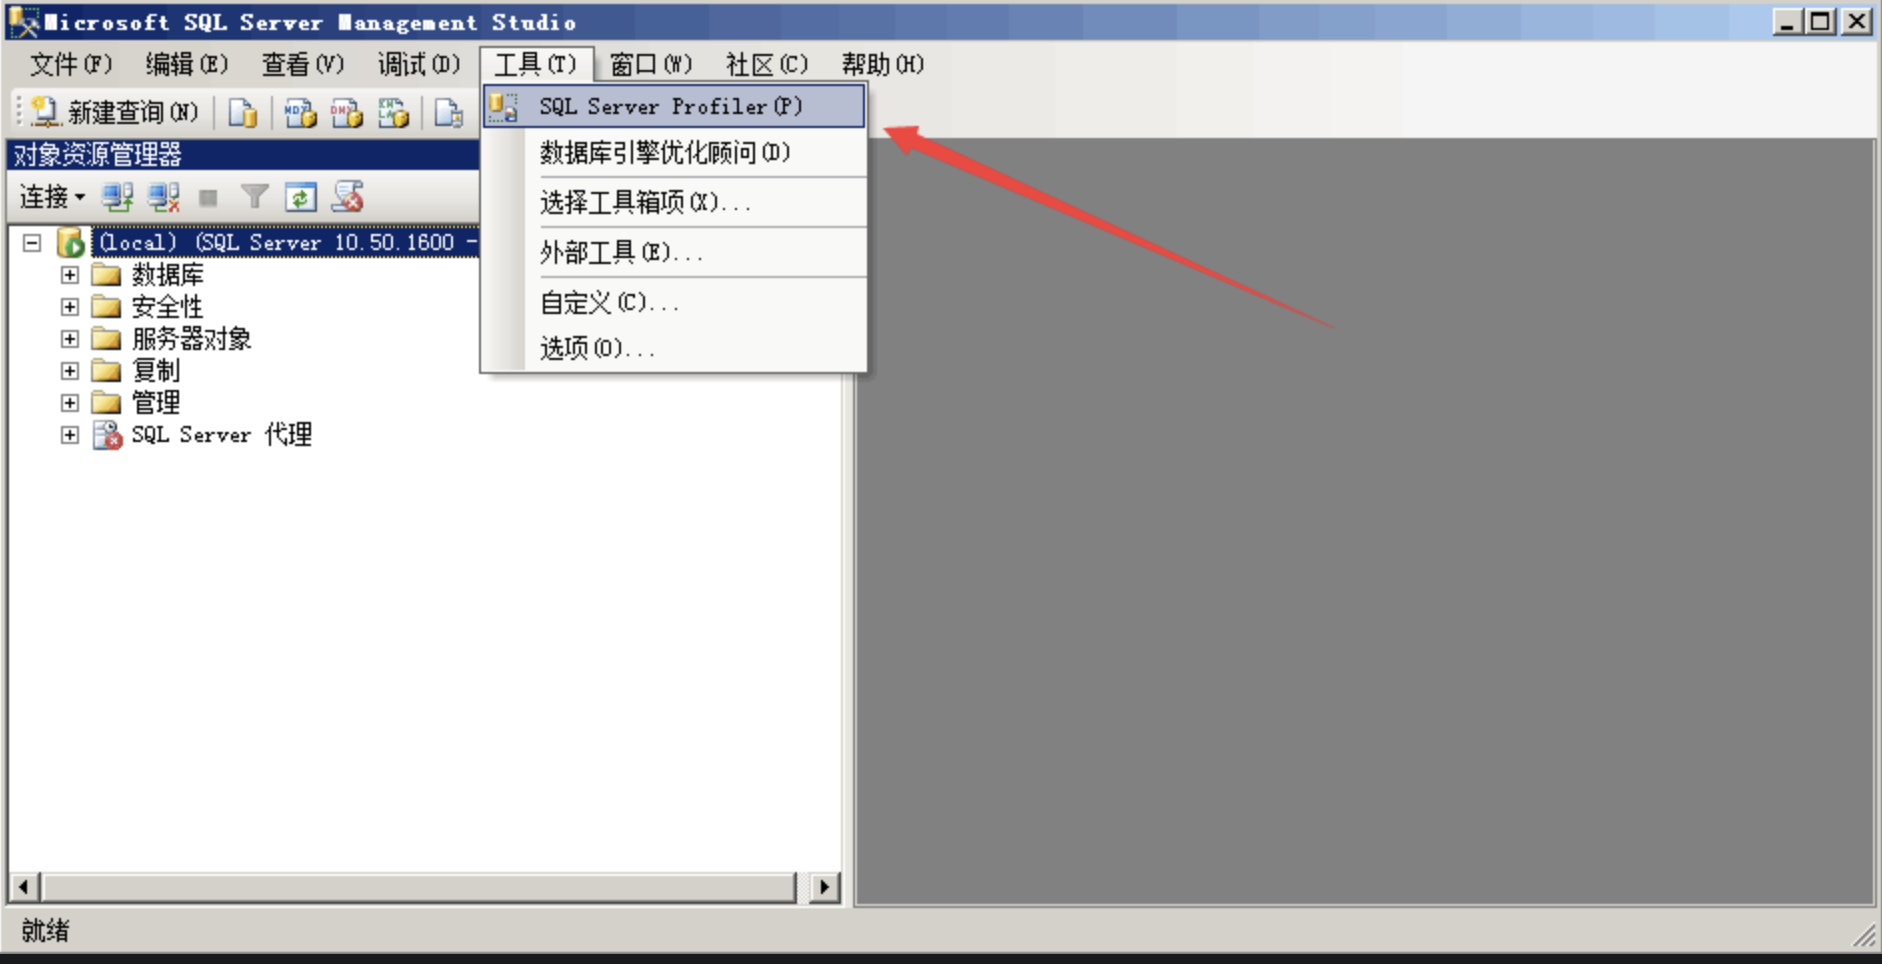 Microsoft SQL Server Management Studio
文件(F) 编辑(E) 查看(V) 调试(D) 工具(T) 窗口(W) 社区(C) 帮助(H)
新建查询(N)
SQL Server Profiler(P)
数据库引擎优化顾问(D)
选择工具箱项(X)...
外部工具(E)...
自定义(C)...
选项(O)...
对象资源管理器
连接
(local) (SQL Server 10.50.1600 -
数据库
安全性
服务器对象
复制
管理
SQL Server 代理
就绪